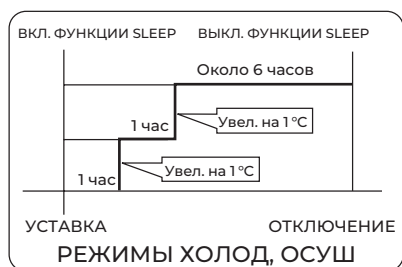 ВКЛ. ФУНКЦИИ SLEEP ВЫКЛ. ФУНКЦИИ SLEEP
Около 6 часов
1 час
Увел. на 1 °C
1 час
Увел. на 1 °C
УСТАВКА ОТКЛЮЧЕНИЕ
РЕЖИМЫ ХОЛОД, ОСУШ